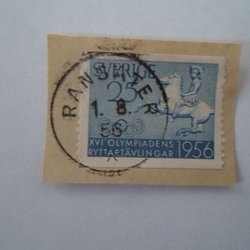 SVERIGE
25
RANSÄTER
1. 8.
56
XVI OLYMPIADENS
RYTTARTÄVLINGAR 1956